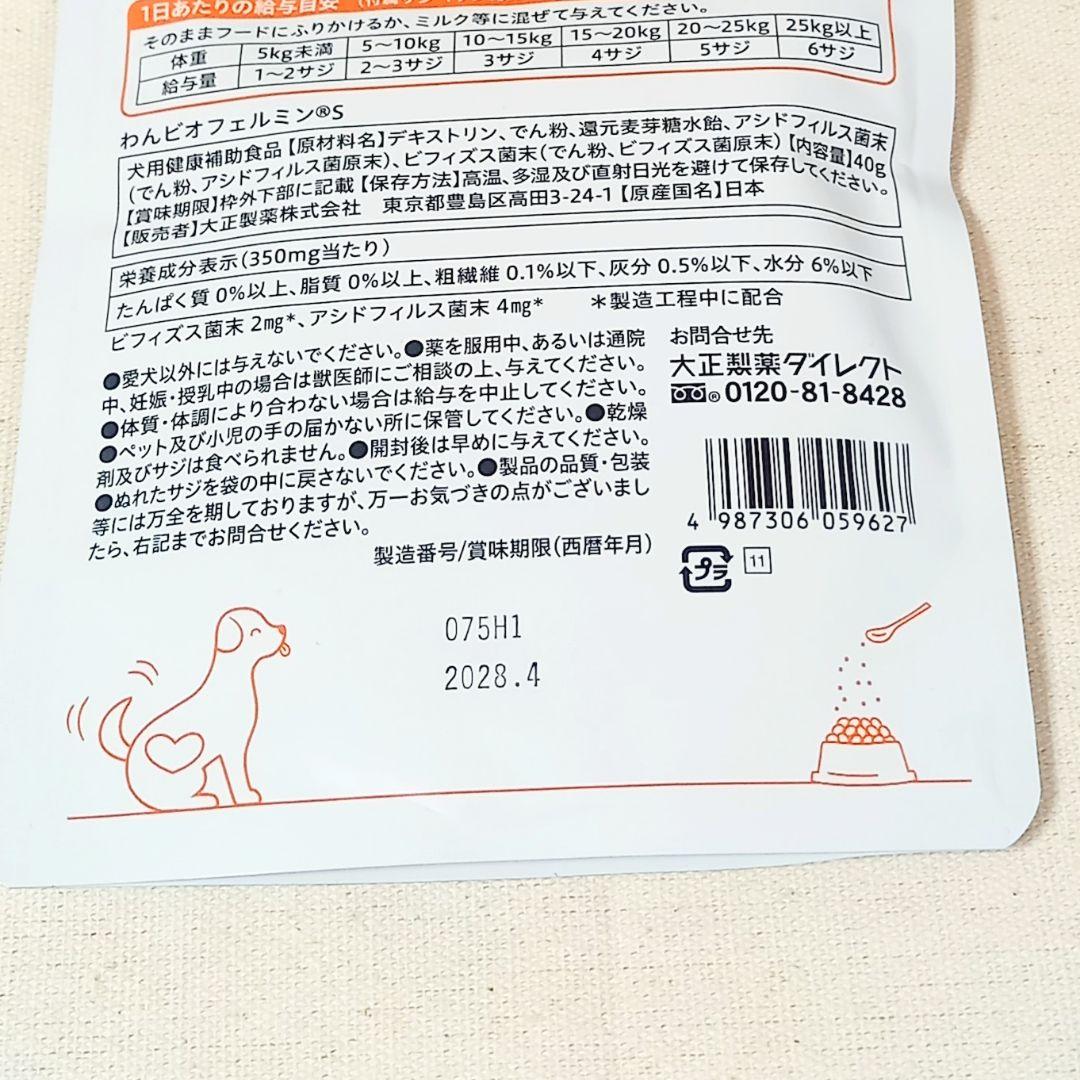 1日あたりの給与目安
そのままフードにふりかけるか、ミルク等に混ぜて与えてください。
体重 5kg未満 5～10kg 10～15kg 15～20kg 20～25kg 25kg以上
給与量 1～2サジ 2～3サジ 3サジ 4サジ 5サジ 6サジ
わんビオフェルミン®S
犬用健康補助食品【原材料名】デキストリン、でん粉、還元麦芽糖水飴、アシドフィルス菌末
(でん粉、アシドフィルス菌原末)、ビフィズス菌末(でん粉、ビフィズス菌原末)【内容量】40g
【賞味期限】枠外下部に記載【保存方法】高温、多湿及び直射日光を避けて保存してください。
【販売者】大正製薬株式会社 東京都豊島区高田3-24-1【原産国名】日本
栄養成分表示(350mg当たり)
たんぱく質 0%以上、脂質 0%以上、粗繊維 0.1%以下、灰分 0.5%以下、水分 6%以下
ビフィズス菌末 2mg*、アシドフィルス菌末 4mg* *製造工程中に配合
●愛犬以外には与えないでください。●薬を服用中、あるいは通院
中、妊娠・授乳中の場合は獣医師にご相談の上、与えてください。
●体質・体調により合わない場合は給与を中止してください。
●ペット及び小児の手の届かない所に保管してください。●乾燥
剤及びサジは食べられません。●開封後は早めに与えてください。
●ぬれたサジを袋の中に戻さないでください。●製品の品質・包装
等には万全を期しておりますが、万一お気づきの点がございまし
たら、右記までお問合せください。
お問合せ先
大正製薬ダイレクト
0120-81-8428
4 987306 059627
プラ 11
製造番号/賞味期限(西暦年月)
075H1
2028.4